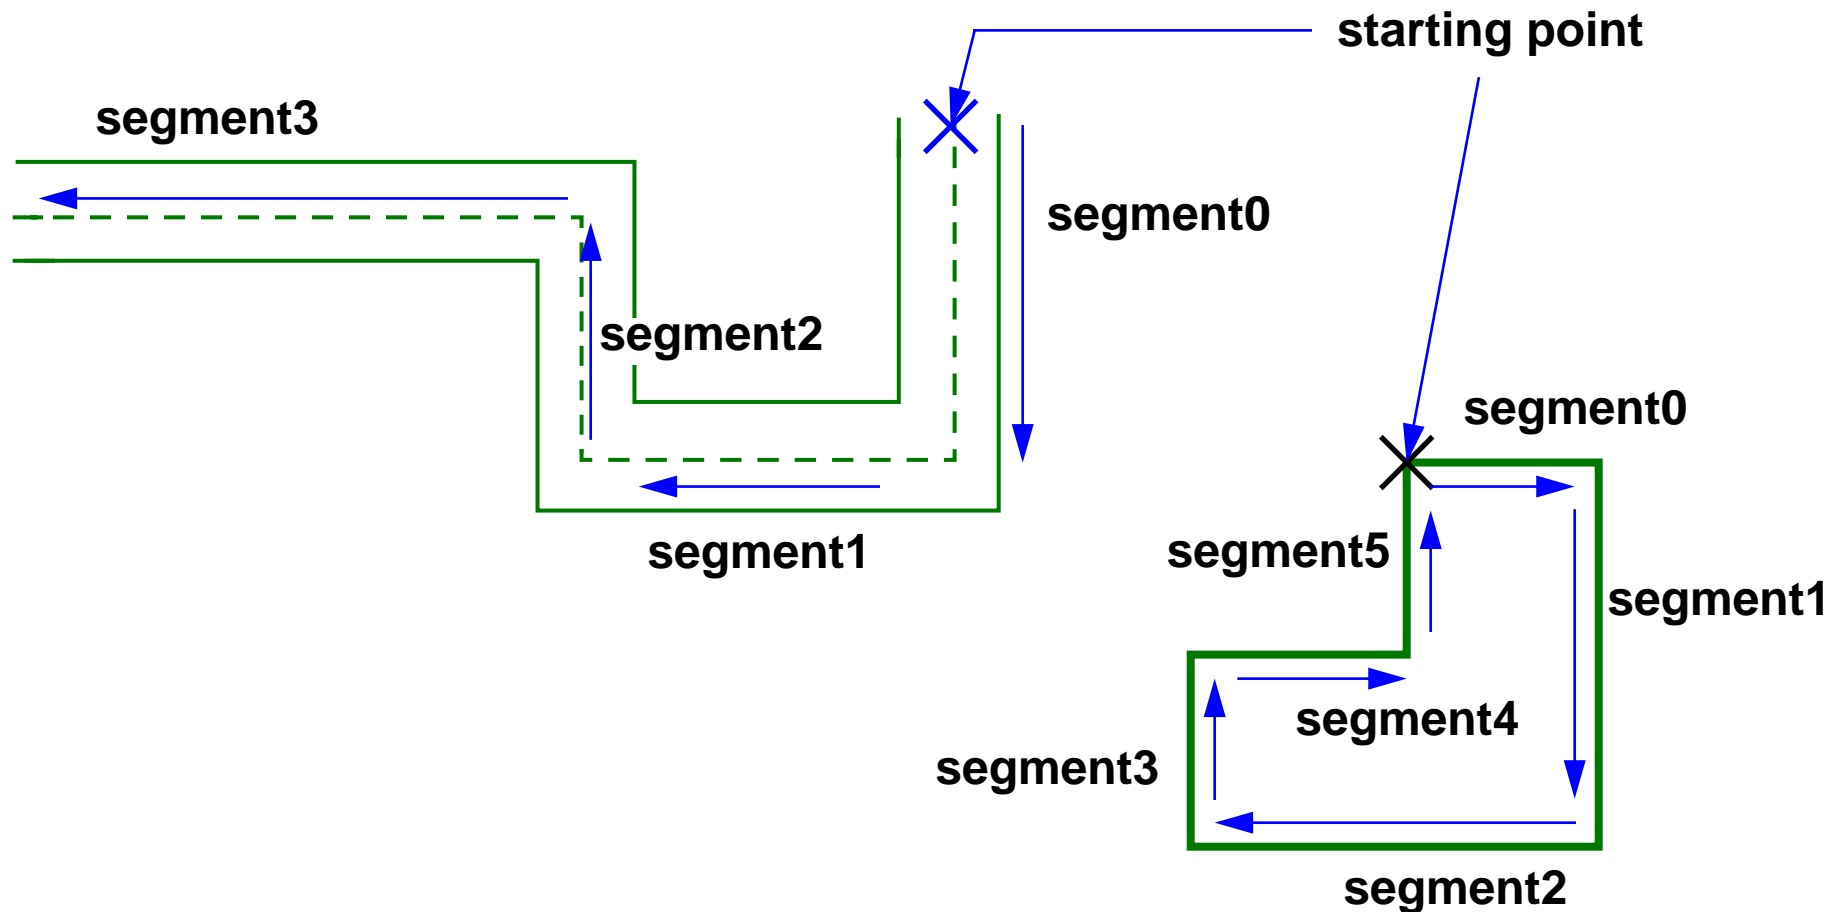 starting point
segment3
segment0
segment2
segment0
segment1
segment5
segment1
segment4
segment3
segment2